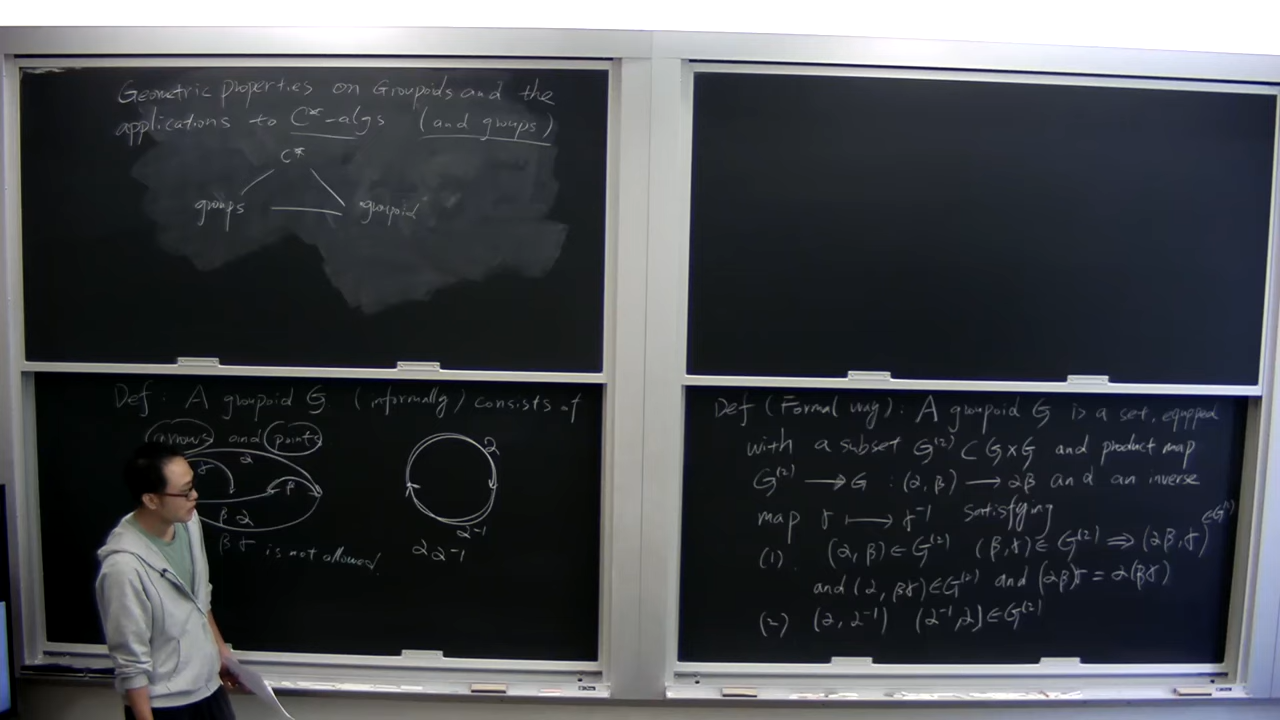 Geometric properties on Groupoids and the
applications to C*-algs (and groups)
C*
groups groupoid
Def: A groupoid G (informally) consists of
arrows and points
γ α
β
β·α
βγ is not allowed.
α
α⁻¹
αα⁻¹
Def (Formal way): A groupoid G is a set, equpped
with a subset G⁽²⁾ ⊂ G×G and product map
G⁽²⁾ ⟶ G : (α, β) ⟶ αβ and an inverse
map γ ⟼ γ⁻¹ satisfying
(1) (α, β) ∈ G⁽²⁾ (β, γ) ∈ G⁽²⁾ ⇒ (αβ, γ) ∈ G⁽²⁾
and (α, βγ) ∈ G⁽²⁾ and (αβ)γ = α(βγ)
(2) (α, α⁻¹) (α⁻¹, α) ∈ G⁽²⁾